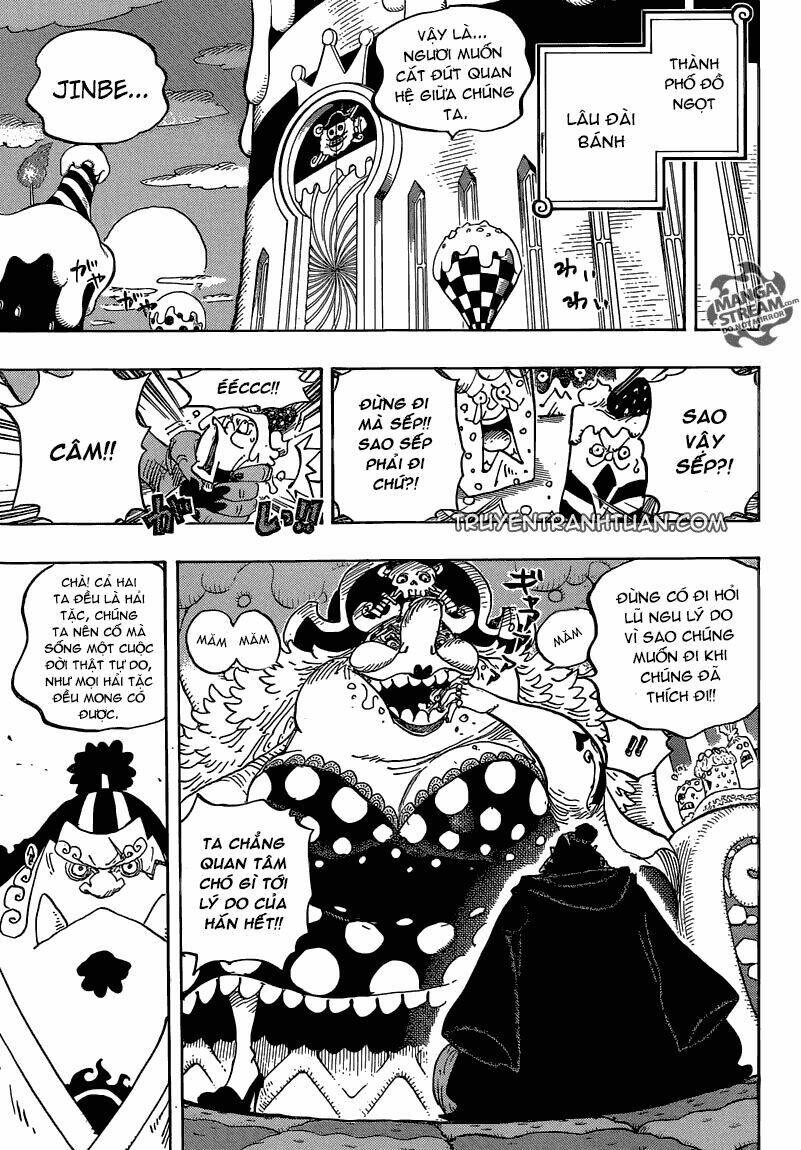 THÀNH
PHỐ ĐỒ
NGỌT
LÂU ĐÀI
BÁNH
VẬY LÀ...
NGƯƠI MUỐN
CẮT ĐỨT QUAN
HỆ GIỮA CHÚNG
TA.
JINBE...
MANGA
STREAM.com
DO NOT MIRROR!
SAO
VẬY
SẾP?!
ĐỪNG ĐI
MÀ SẾP!!
SAO SẾP
PHẢI ĐI
CHỨ?!
ÉÉCCC!!
CÂM!!
TRUYENTRANHTUAN.COM
ĐỪNG CÓ ĐI HỎI
LŨ NGU LÝ DO
VÌ SAO CHÚNG
MUỐN ĐI KHI
CHÚNG ĐÃ
THÍCH ĐI!!
MĂM
MĂM MĂM
TA CHẲNG
QUAN TÂM
CHÓ GÌ TỚI
LÝ DO CỦA
HẮN HẾT!!
CHÀ! CẢ HAI
TA ĐỀU LÀ HẢI
TẶC, CHÚNG
TA NÊN CỐ MÀ
SỐNG MỘT CUỘC
ĐỜI THẬT TỰ DO,
NHƯ MỌI HẢI TẶC
ĐỀU MONG CÓ
ĐƯỢC.